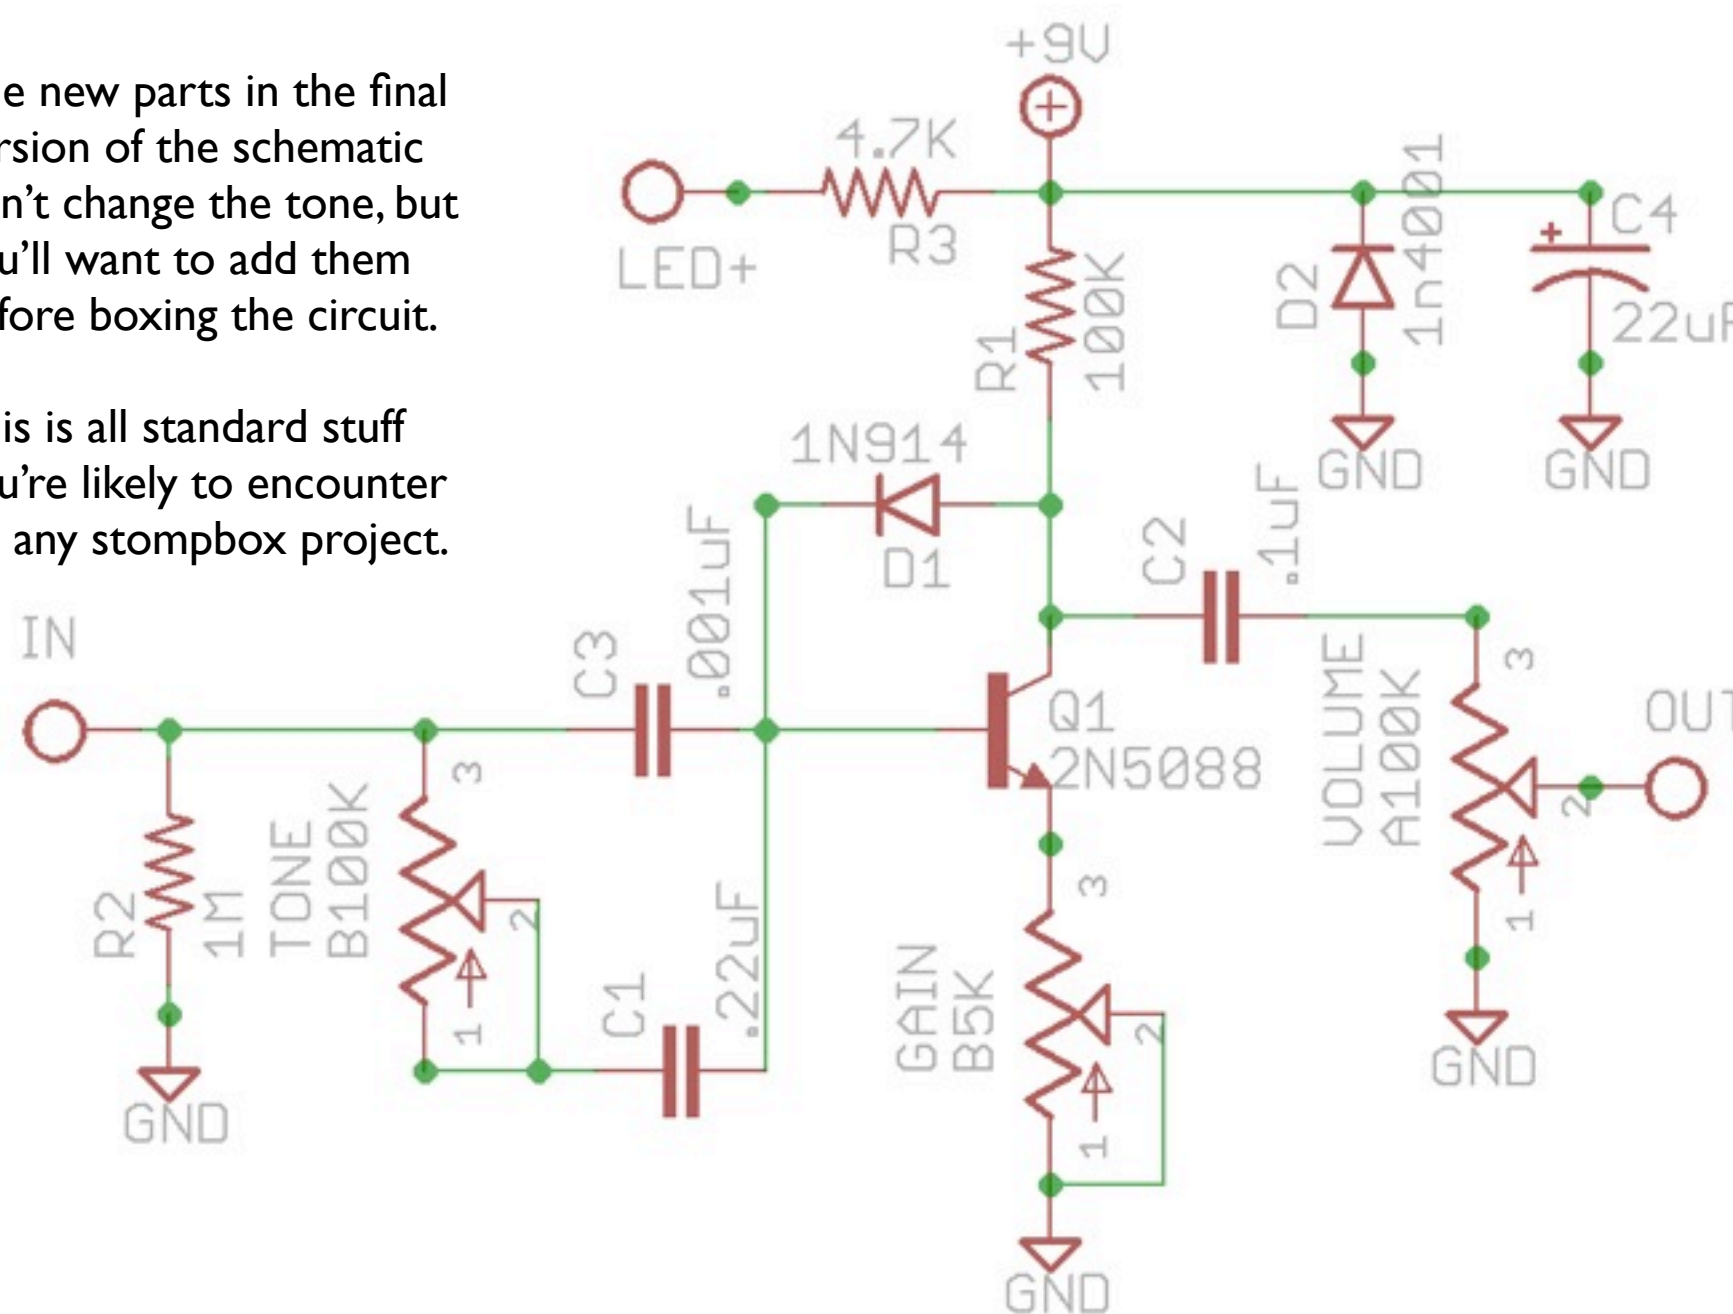 e new parts in the final
rsion of the schematic
n't change the tone, but
u'll want to add them
fore boxing the circuit.
is is all standard stuff
u're likely to encounter
any stompbox project.
+9V
4.7K
R3
LED+
R1
100K
D2
1n4001
C4
22uF
GND
GND
1N914
D1
C2
.1uF
IN
C3
.001uF
Q1
2N5088
VOLUME
A100K
3
2
1
OUT
GND
R2
1M
GND
TONE
B100K
3
2
1
C1
.22uF
GAIN
B5K
3
2
1
GND